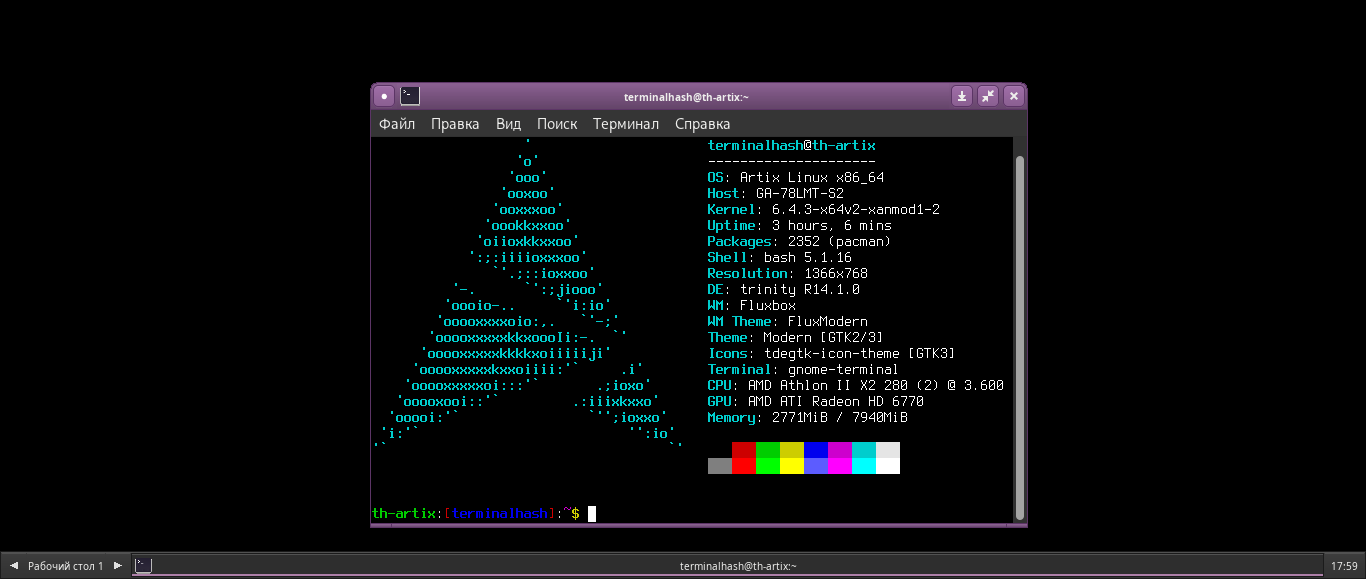 terminalhash@th-artix:~
Файл Правка Вид Поиск Терминал Справка
terminalhash@th-artix
---------------------
OS: Artix Linux x86_64
Host: GA-78LMT-S2
Kernel: 6.4.3-x64v2-xanmod1-2
Uptime: 3 hours, 6 mins
Packages: 2352 (pacman)
Shell: bash 5.1.16
Resolution: 1366x768
DE: trinity R14.1.0
WM: Fluxbox
WM Theme: FluxModern
Theme: Modern [GTK2/3]
Icons: tdegtk-icon-theme [GTK3]
Terminal: gnome-terminal
CPU: AMD Athlon II X2 280 (2) @ 3.600
GPU: AMD ATI Radeon HD 6770
Memory: 2771MiB / 7940MiB
'
'o'
'ooo'
'ooxoo'
'ooxxxoo'
'oookkxxoo'
'oiioxkkxxoo'
':;:iiiioxxxoo'
`'.;::ioxxoo'
'-. `':;jiooo'
'oooio-.. `'i:io'
'ooooxxxxoio:,. `'-;'
'ooooxxxxxkkxoooIi:-. `'
'ooooxxxxxkkkkxoiiiiiji'
'ooooxxxxxkxxoiiii:'` .i'
'ooooxxxxxoi:::'` .;ioxo'
'ooooxooi::'` .:iiixkxxo'
'ooooi:'` `'';ioxxo'
'i:'` '':io'
'` `'
th-artix:[terminalhash]:~$
Рабочий стол 1 terminalhash@th-artix:~ 17:59